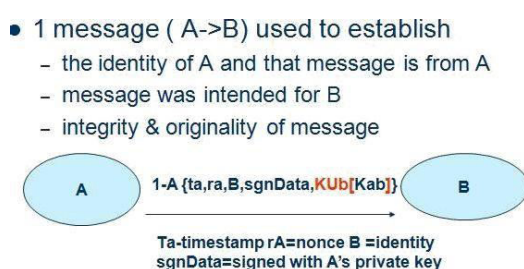 • 1 message ( A->B) used to establish
– the identity of A and that message is from A
– message was intended for B
– integrity & originality of message
A
1-A {ta,ra,B,sgnData,KUb[Kab]}
B
Ta-timestamp rA=nonce B =identity
sgnData=signed with A's private key